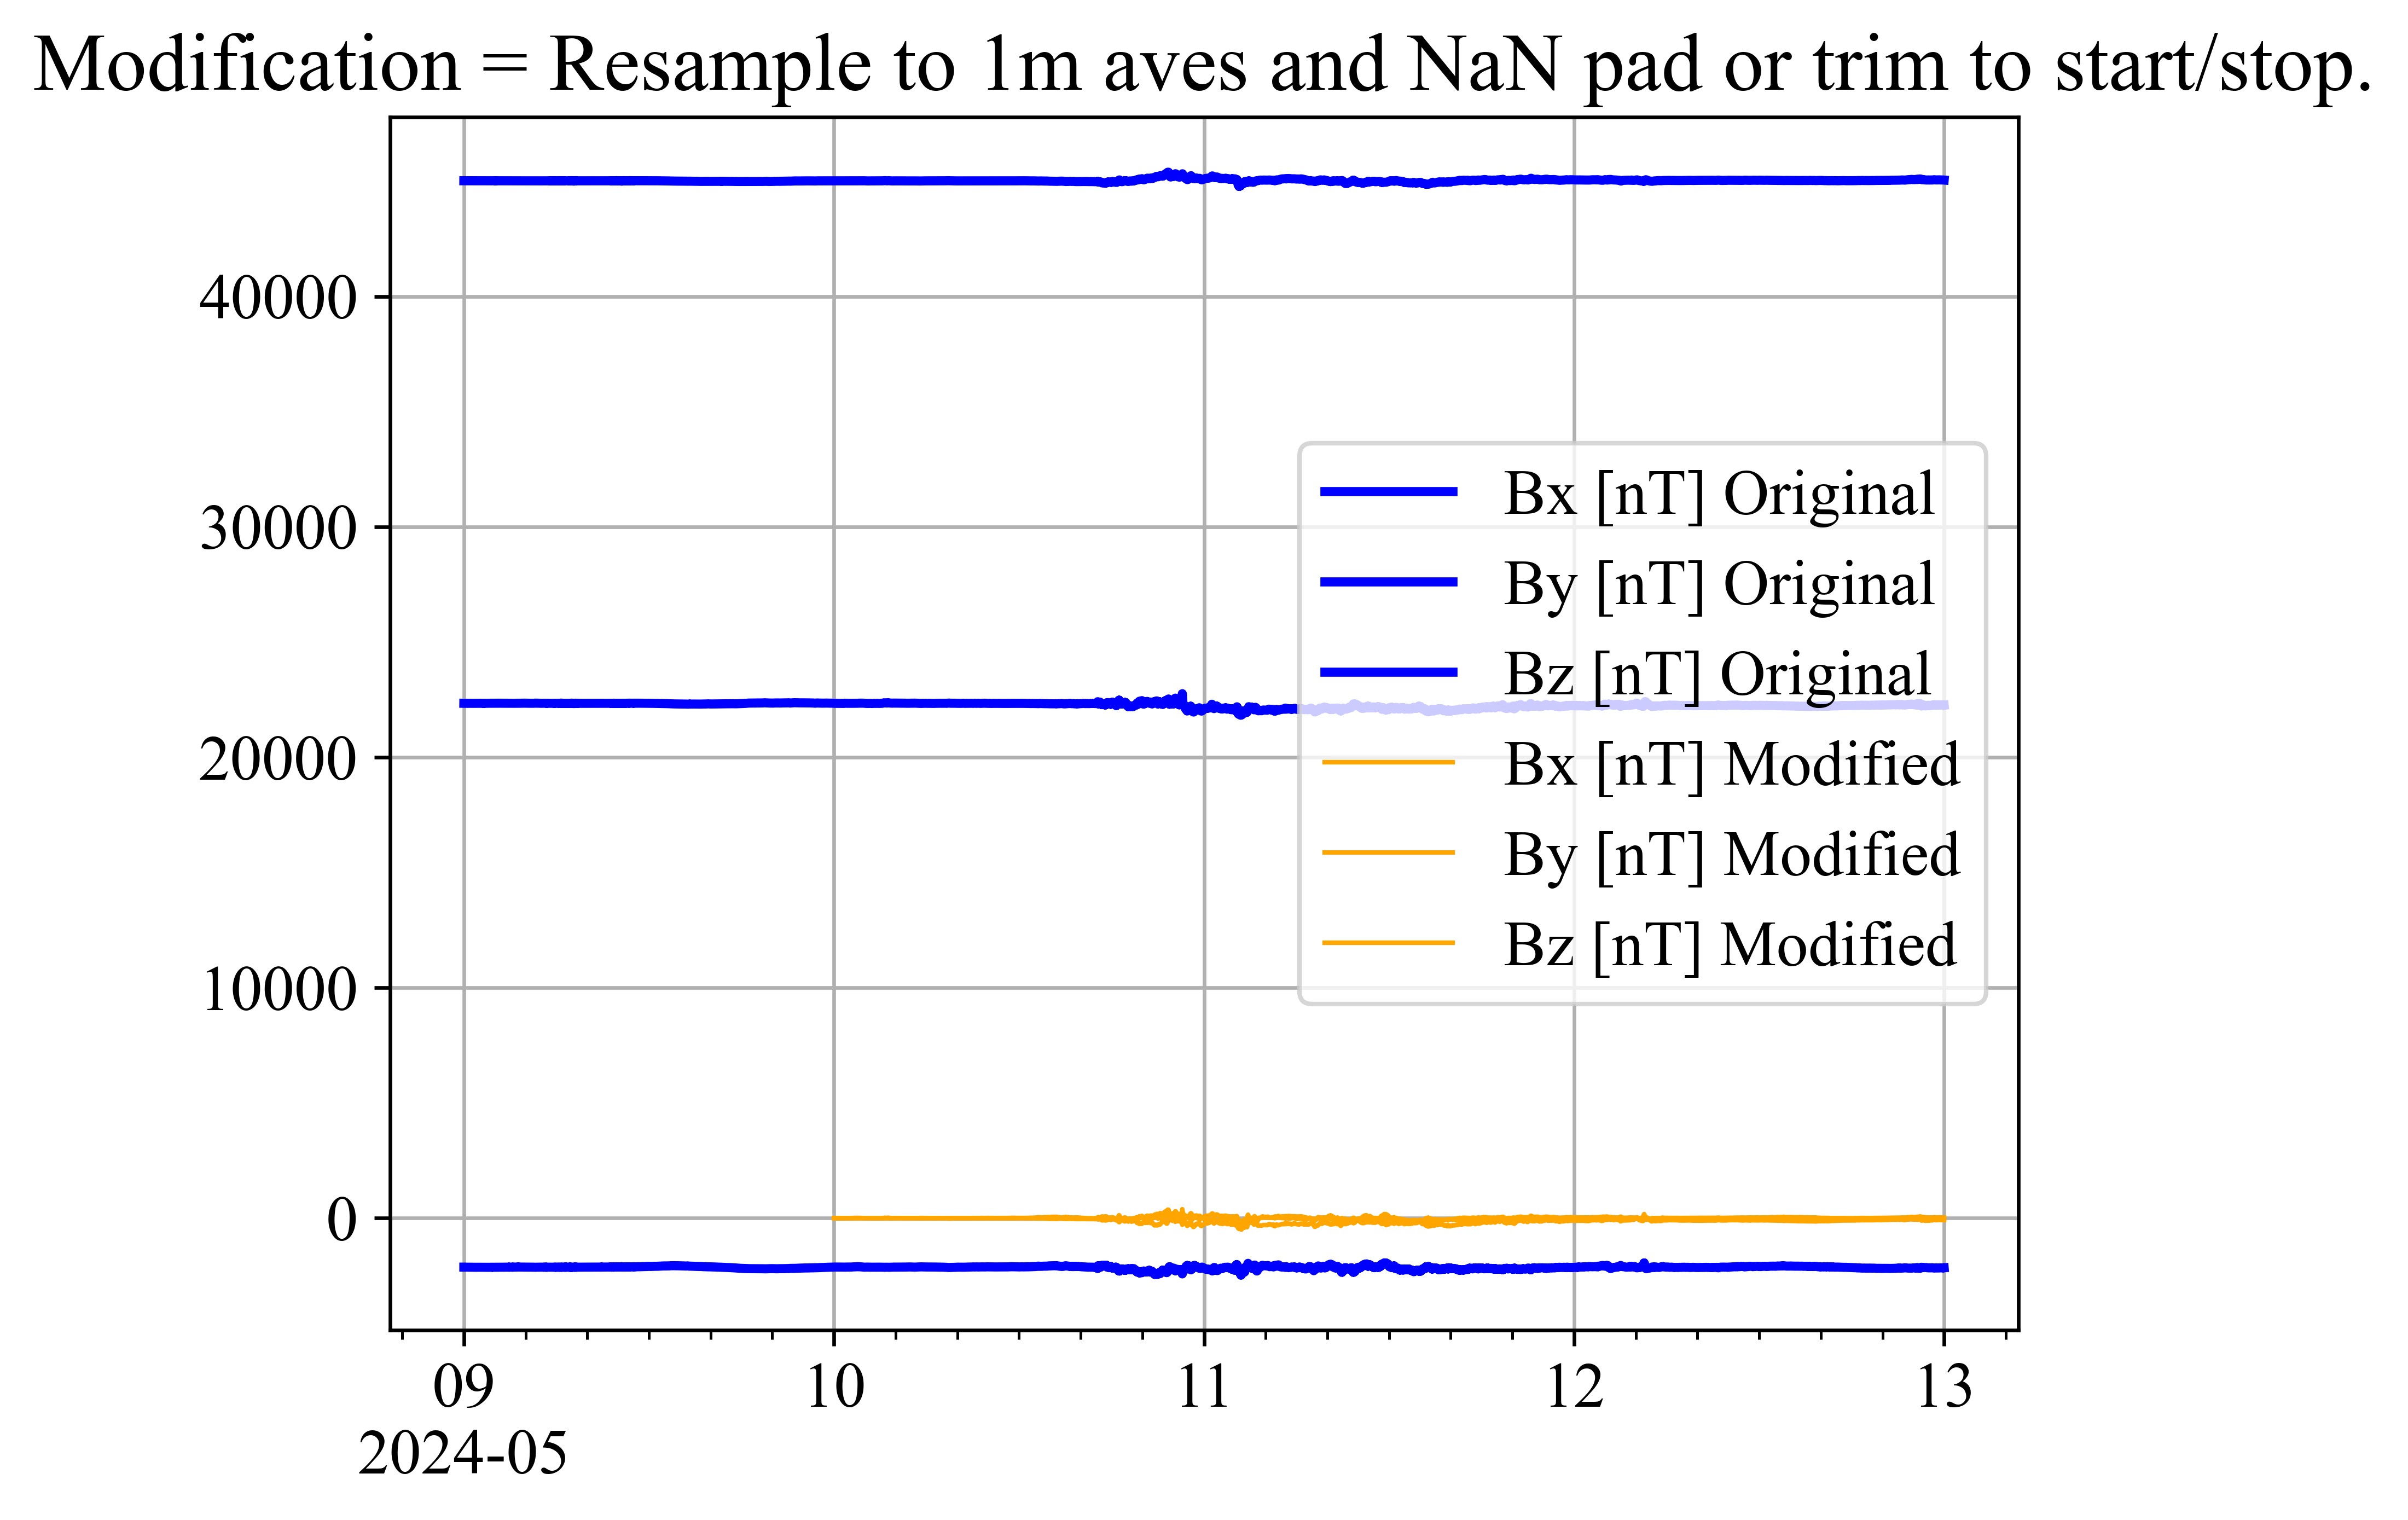 Modification = Resample to 1m aves and NaN pad or trim to start/stop.
40000
30000
20000
10000
0
Bx [nT] Original
By [nT] Original
Bz [nT] Original
Bx [nT] Modified
By [nT] Modified
Bz [nT] Modified
09 10 11 12 13
2024-05